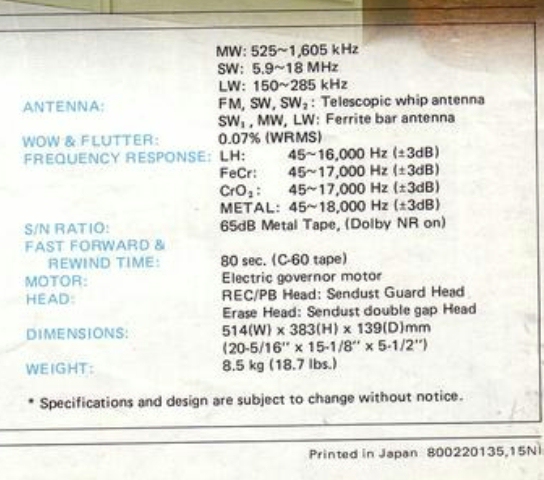 MW: 525~1,605 kHz
SW: 5.9~18 MHz
LW: 150~285 kHz
ANTENNA: FM, SW, SW₂: Telescopic whip antenna
SW₁, MW, LW: Ferrite bar antenna
WOW & FLUTTER: 0.07% (WRMS)
FREQUENCY RESPONSE: LH: 45~16,000 Hz (±3dB)
FeCr: 45~17,000 Hz (±3dB)
CrO₂: 45~17,000 Hz (±3dB)
METAL: 45~18,000 Hz (±3dB)
S/N RATIO: 65dB Metal Tape, (Dolby NR on)
FAST FORWARD &
REWIND TIME: 80 sec. (C-60 tape)
MOTOR: Electric governor motor
HEAD: REC/PB Head: Sendust Guard Head
Erase Head: Sendust double gap Head
DIMENSIONS: 514(W) x 383(H) x 139(D)mm
(20-5/16'' x 15-1/8'' x 5-1/2'')
WEIGHT: 8.5 kg (18.7 lbs.)
* Specifications and design are subject to change without notice.
Printed in Japan 800220135,15N